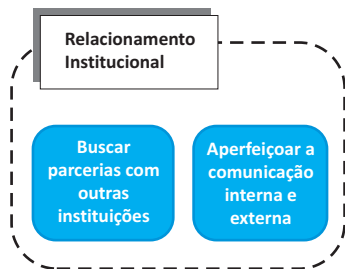 Relacionamento
Institucional
Buscar
parcerias com
outras
instituições
Aperfeiçoar a
comunicação
interna e
externa